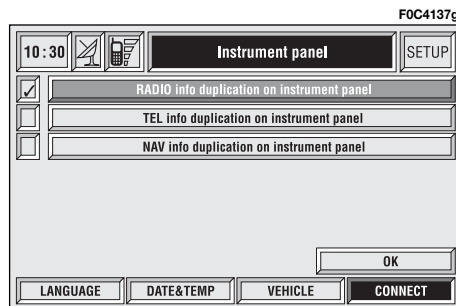 F0C4137g
10:30 Instrument panel SETUP
RADIO info duplication on instrument panel
TEL info duplication on instrument panel
NAV info duplication on instrument panel
OK
LANGUAGE DATE&TEMP VEHICLE CONNECT